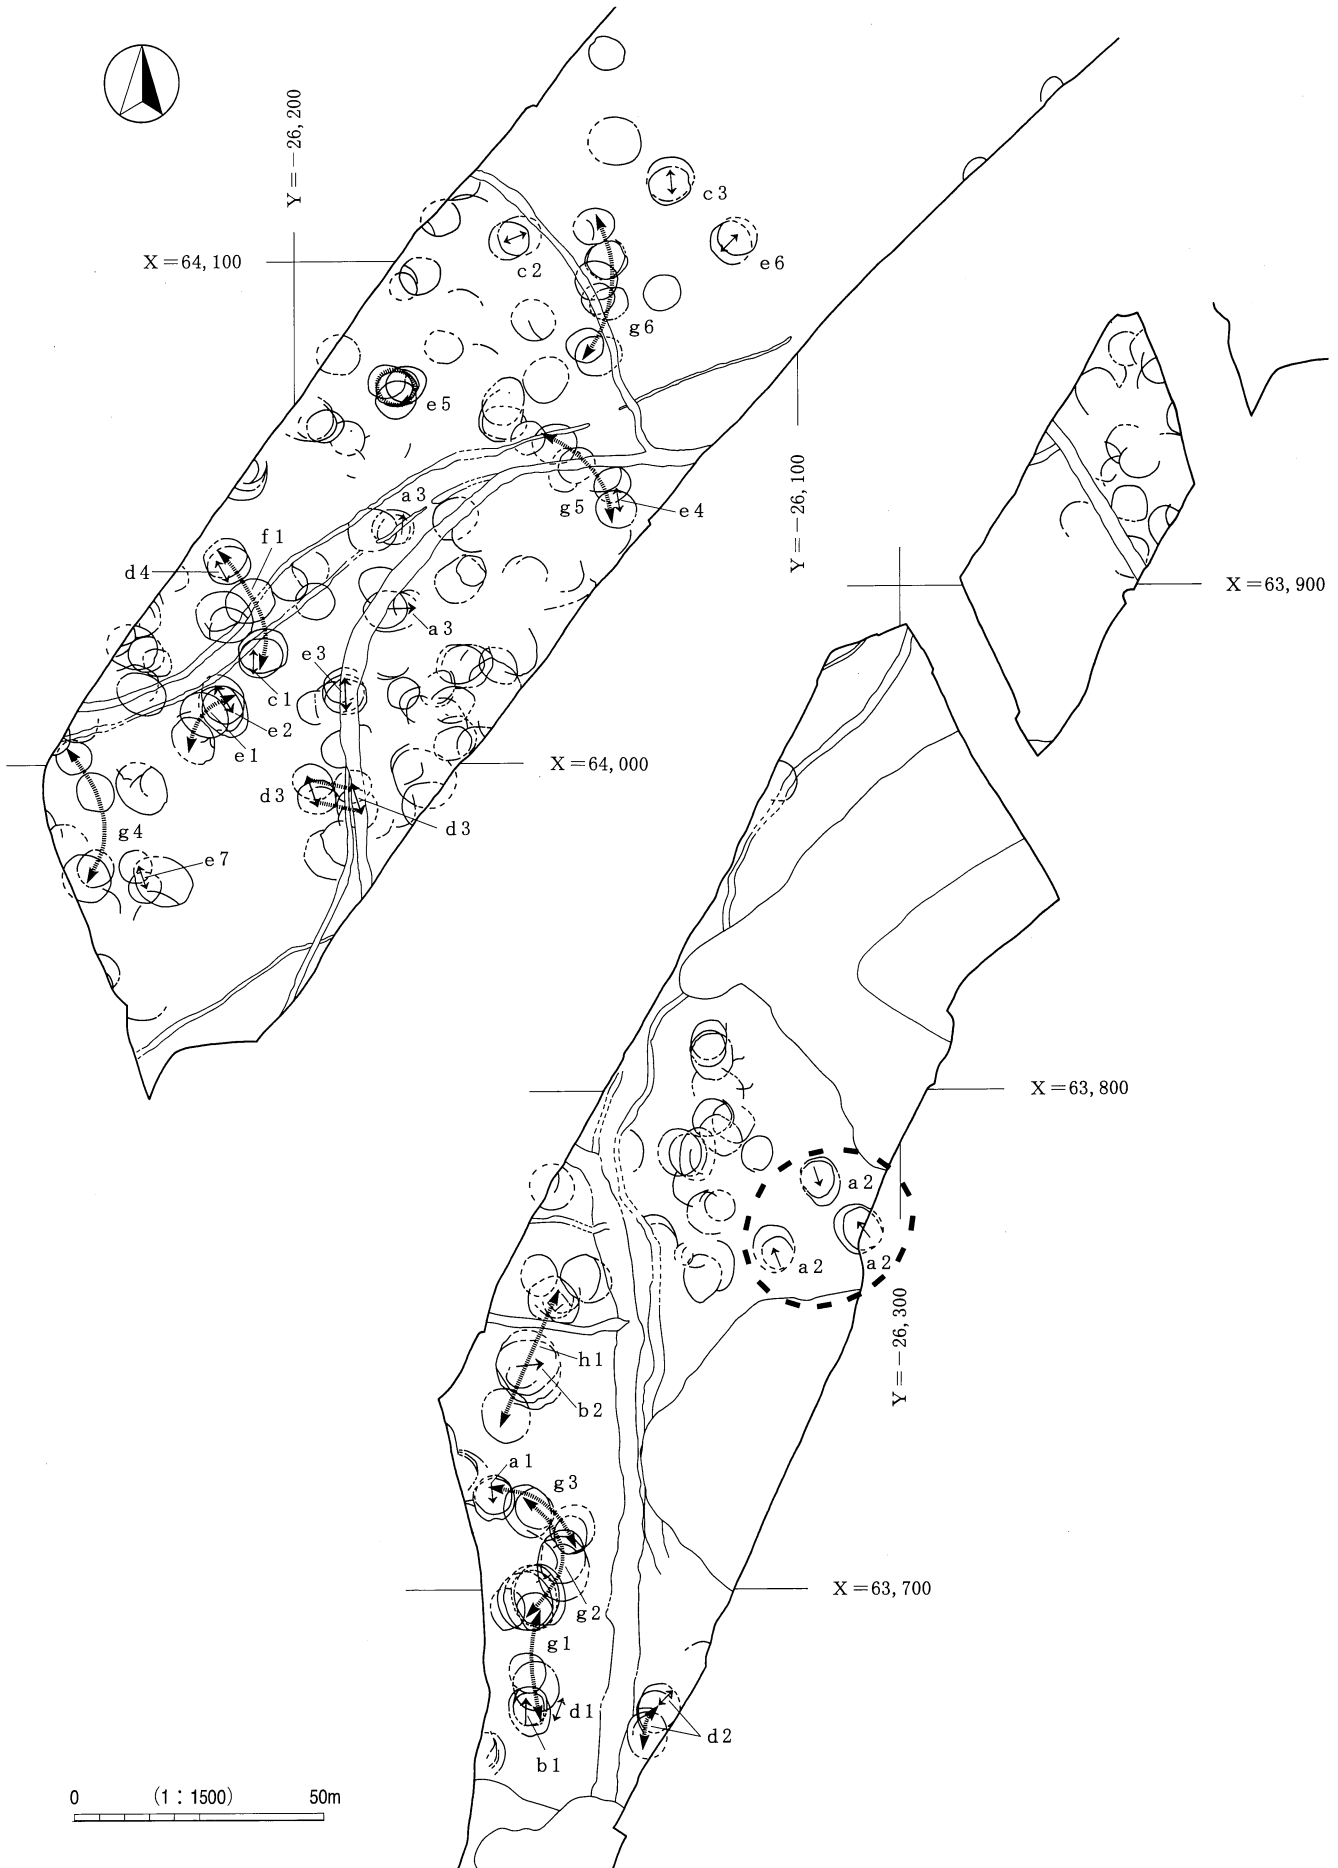 Y＝−26,200
c3
X＝64,100
c2
e6
g6
e5
Y＝−26,100
a3
g5
e4
f1
d4
X＝63,900
a3
e3
c1
e2
e1
X＝64,000
d3
d3
g4
e7
X＝63,800
a2
a2
a2
Y＝−26,300
h1
b2
a1
g3
X＝63,700
g2
g1
d1
d2
b1
0 (1：1500) 50m